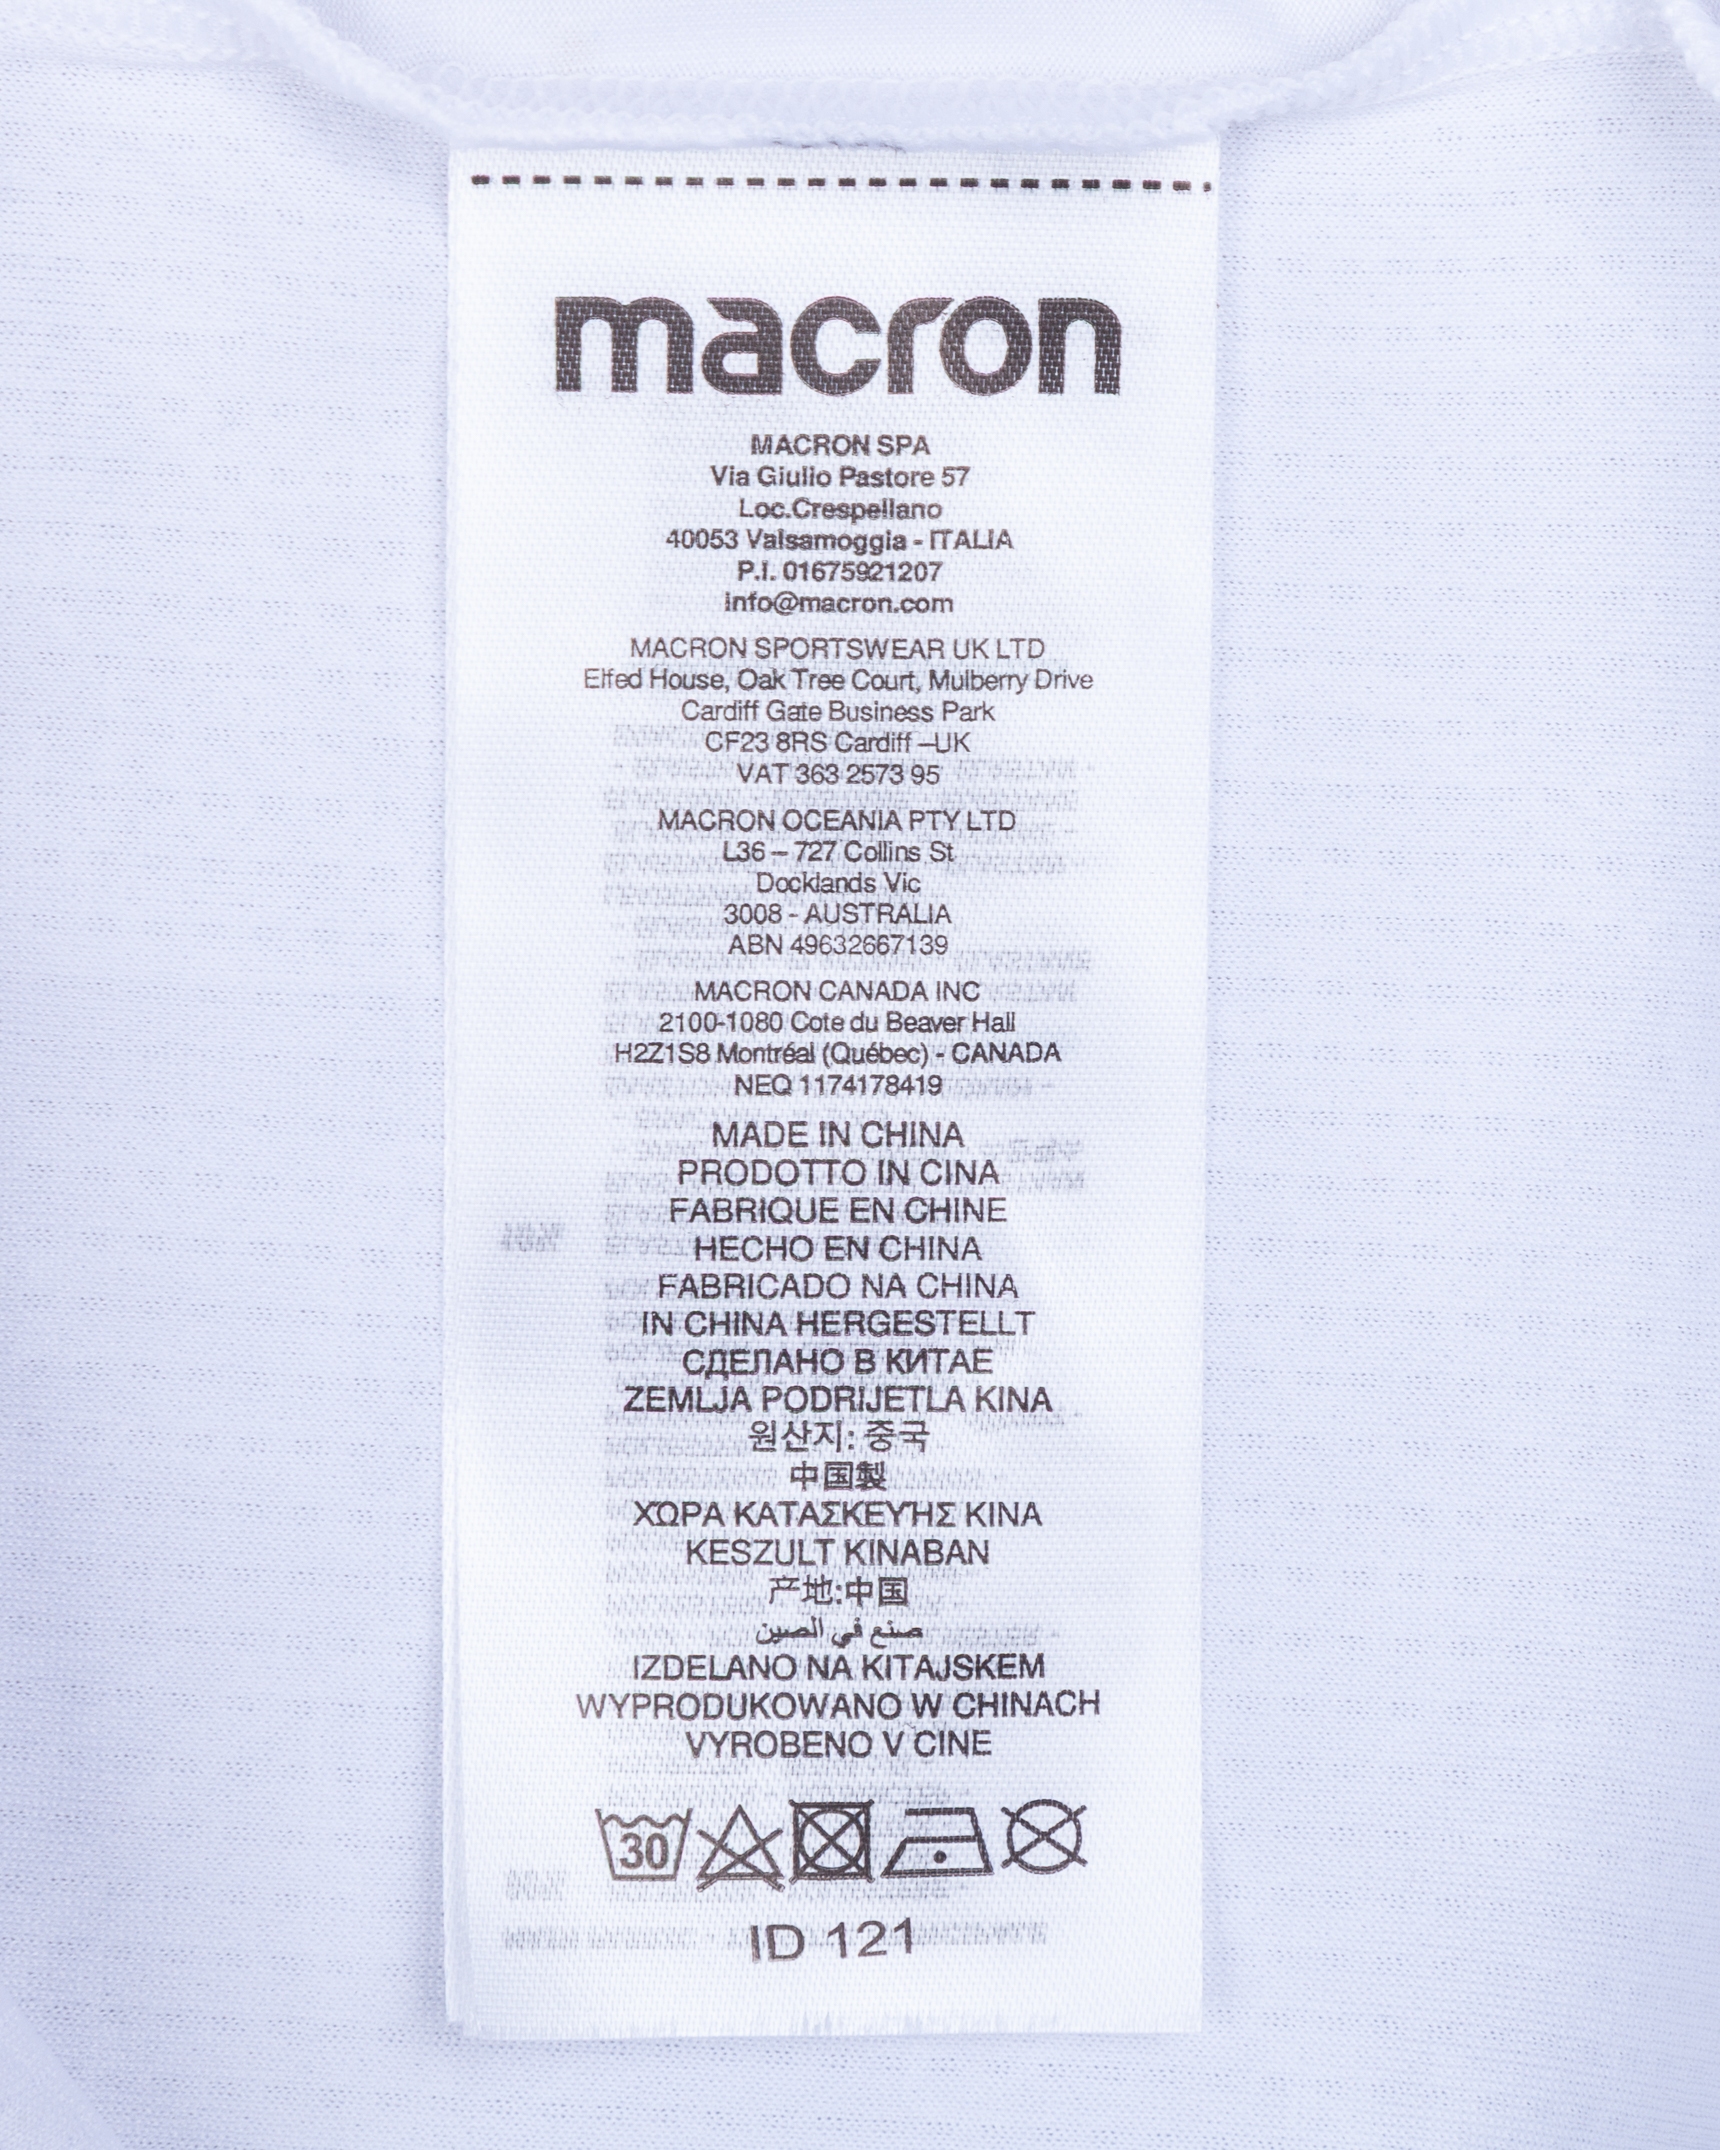 macron
MACRON SPA
Via Giulio Pastore 57
Loc.Crespellano
40053 Valsamoggia - ITALIA
P.I. 01675921207
info@macron.com
MACRON SPORTSWEAR UK LTD
Elfed House, Oak Tree Court, Mulberry Drive
Cardiff Gate Business Park
CF23 8RS Cardiff –UK
VAT 363 2573 95
MACRON OCEANIA PTY LTD
L36 – 727 Collins St
Docklands Vic
3008 - AUSTRALIA
ABN 49632667139
MACRON CANADA INC
2100-1080 Cote du Beaver Hall
H2Z1S8 Montréal (Québec) - CANADA
NEQ 1174178419
MADE IN CHINA
PRODOTTO IN CINA
FABRIQUE EN CHINE
HECHO EN CHINA
FABRICADO NA CHINA
IN CHINA HERGESTELLT
СДЕЛАНО В КИТАЕ
ZEMLJA PODRIJETLA KINA
원산지: 중국
中国製
ΧΏΡΑ ΚΑΤΑΣΚΕΥΉΣ ΚΙΝΑ
KESZULT KINABAN
产地:中国
صنع في الصين
IZDELANO NA KITAJSKEM
WYPRODUKOWANO W CHINACH
VYROBENO V CINE
30
ID 121